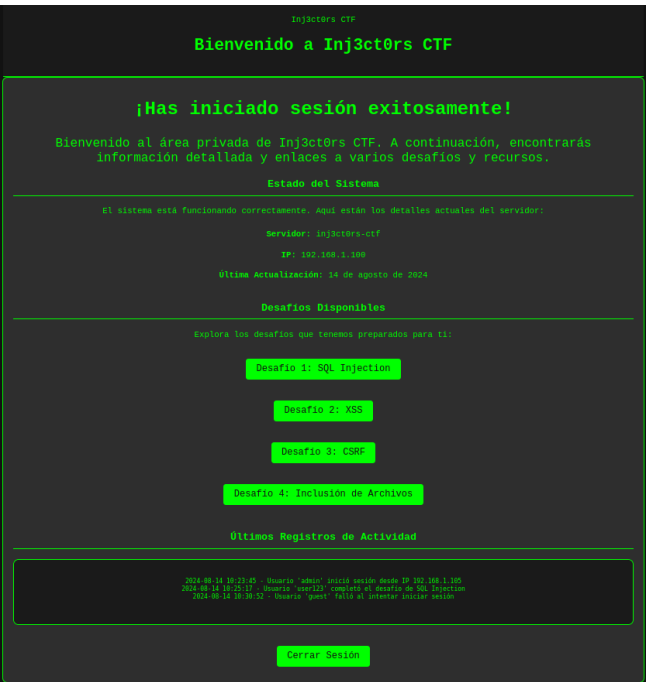 Inj3ct0rs CTF
Bienvenido a Inj3ct0rs CTF
¡Has iniciado sesión exitosamente!
Bienvenido al área privada de Inj3ct0rs CTF. A continuación, encontrarás
información detallada y enlaces a varios desafíos y recursos.
Estado del Sistema
El sistema está funcionando correctamente. Aquí están los detalles actuales del servidor:
Servidor: inj3ct0rs-ctf
IP: 192.168.1.100
Última Actualización: 14 de agosto de 2024
Desafíos Disponibles
Explora los desafíos que tenemos preparados para ti:
Desafío 1: SQL Injection
Desafío 2: XSS
Desafío 3: CSRF
Desafío 4: Inclusión de Archivos
Últimos Registros de Actividad
2024-08-14 10:23:45 - Usuario 'admin' inició sesión desde IP 192.168.1.105
2024-08-14 10:25:17 - Usuario 'user123' completó el desafío de SQL Injection
2024-08-14 10:30:52 - Usuario 'guest' falló al intentar iniciar sesión
Cerrar Sesión